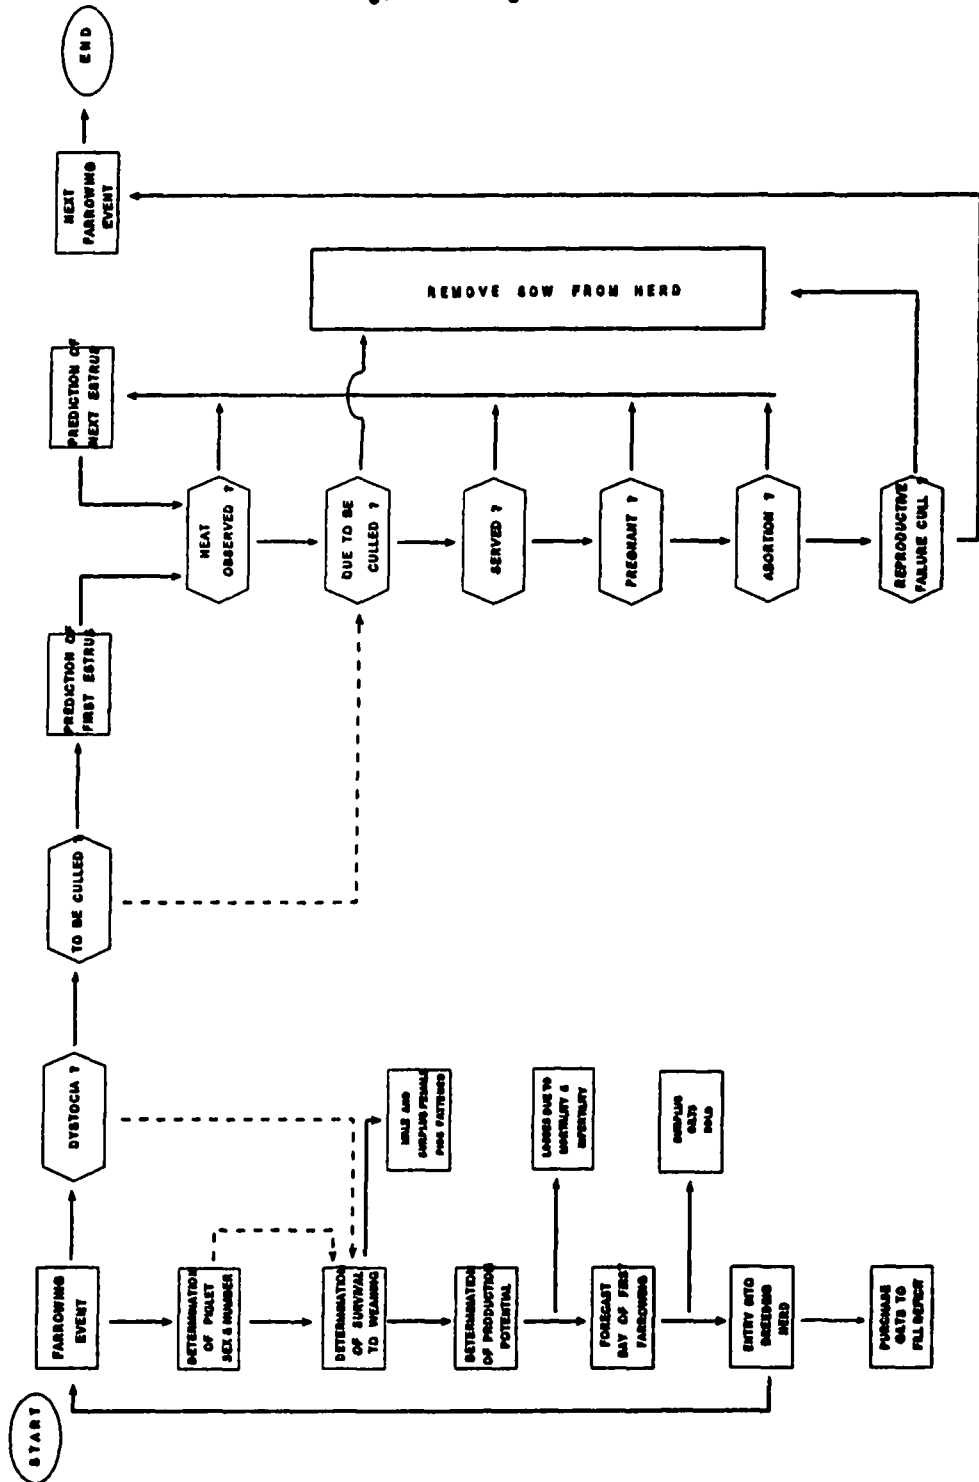 START
FARROWING
EVENT
DYSTOCIA ?
TO BE CULLED ?
PREDICTION OF
FIRST ESTRUS
PREDICTION OF
NEXT ESTRUS
NEXT
FARROWING
EVENT
END
DETERMINATION
OF PIGLET
SEX & NUMBER
DETERMINATION
OF SURVIVAL
TO WEANING
MALE AND
SURPLUS FEMALE
PIGS FATTENED
DETERMINATION
OF PRODUCTION
POTENTIAL
LOSSES DUE TO
MORTALITY &
INFERTILITY
FORECAST
DAY OF FIRST
FARROWING
SURPLUS
GILTS
SOLD
ENTRY INTO
BREEDING
HERD
PURCHASE
GILTS TO
FILL DEFICIT
HEAT
OBSERVED ?
DUE TO BE
CULLED ?
SERVED ?
PREGNANT ?
ABORTION ?
REPRODUCTIVE
FAILURE CULL ?
REMOVE SOW FROM HERD